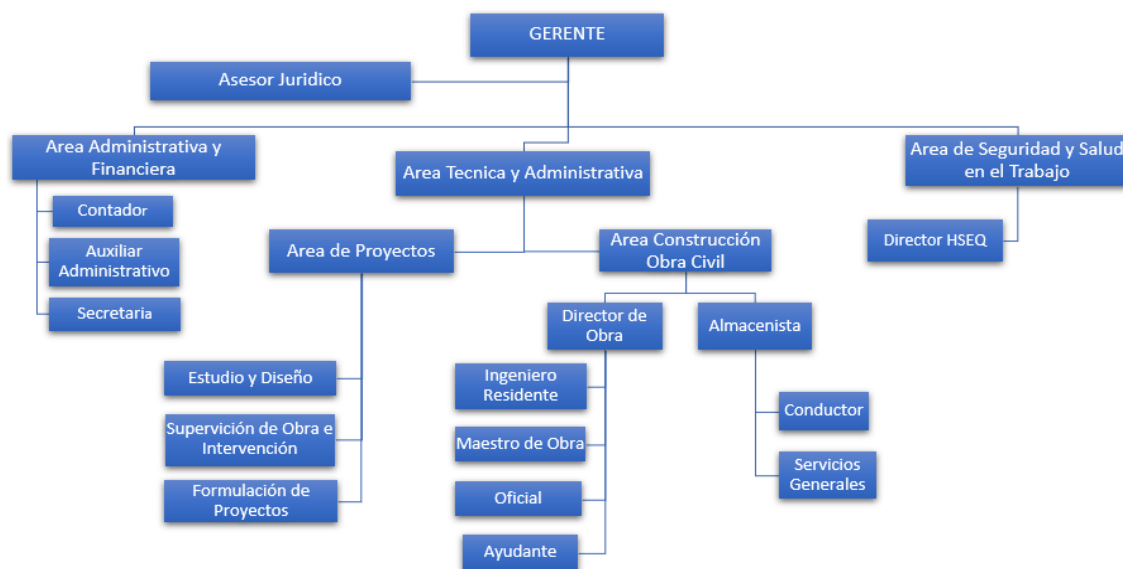 GERENTE
Asesor Juridico
Area Administrativa y
Financiera
Area Tecnica y Administrativa
Area de Seguridad y Salud
en el Trabajo
Contador
Auxiliar
Administrativo
Secretaria
Area de Proyectos
Area Construcción
Obra Civil
Director HSEQ
Estudio y Diseño
Supervición de Obra e
Intervención
Formulación de
Proyectos
Director de
Obra
Almacenista
Ingeniero
Residente
Maestro de Obra
Oficial
Ayudante
Conductor
Servicios
Generales